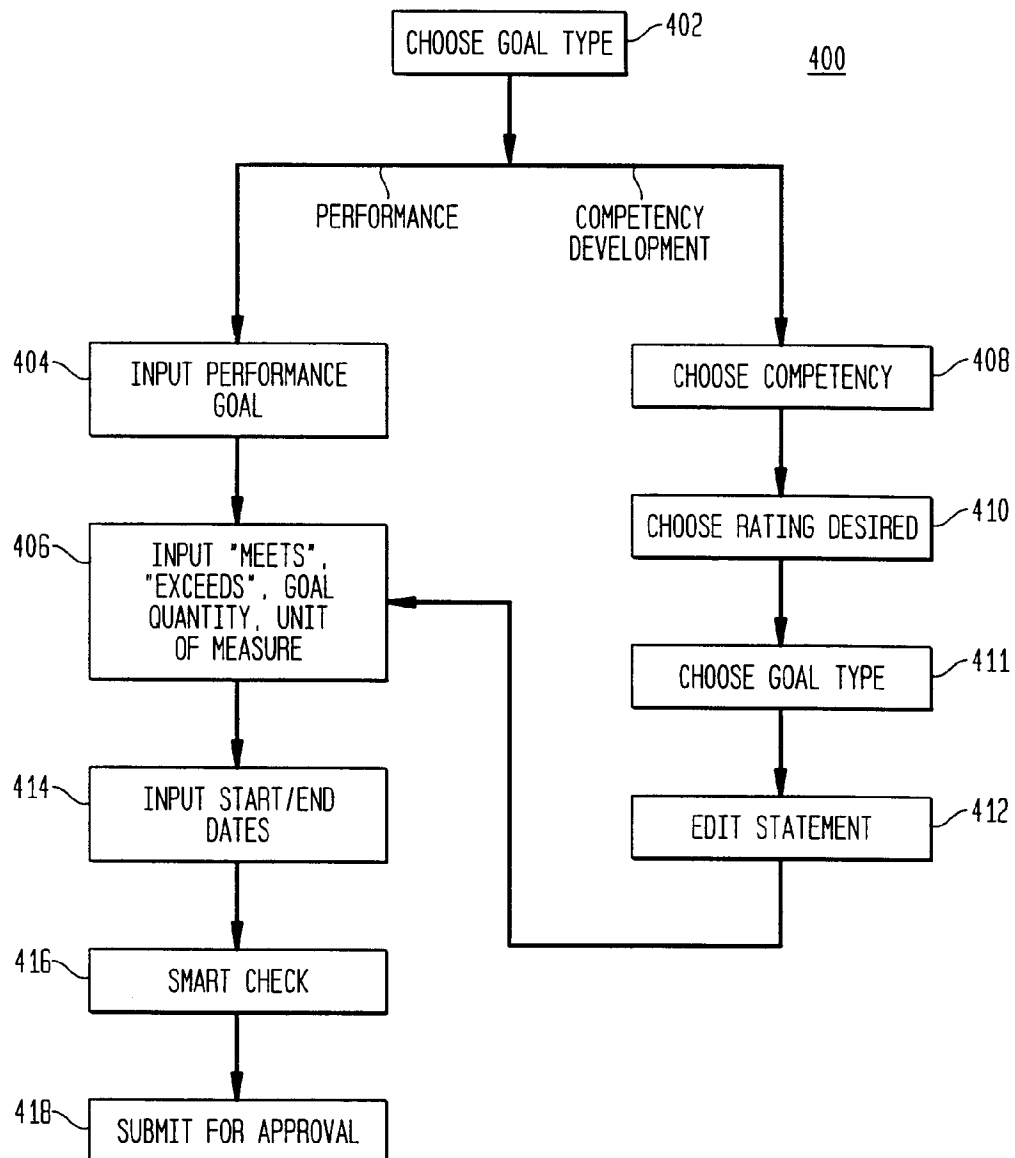 CHOOSE GOAL TYPE
402
400
PERFORMANCE
COMPETENCY
DEVELOPMENT
404
INPUT PERFORMANCE
GOAL
CHOOSE COMPETENCY
408
406
INPUT "MEETS",
"EXCEEDS", GOAL
QUANTITY, UNIT
OF MEASURE
CHOOSE RATING DESIRED
410
CHOOSE GOAL TYPE
411
414
INPUT START/END
DATES
EDIT STATEMENT
412
416
SMART CHECK
418
SUBMIT FOR APPROVAL